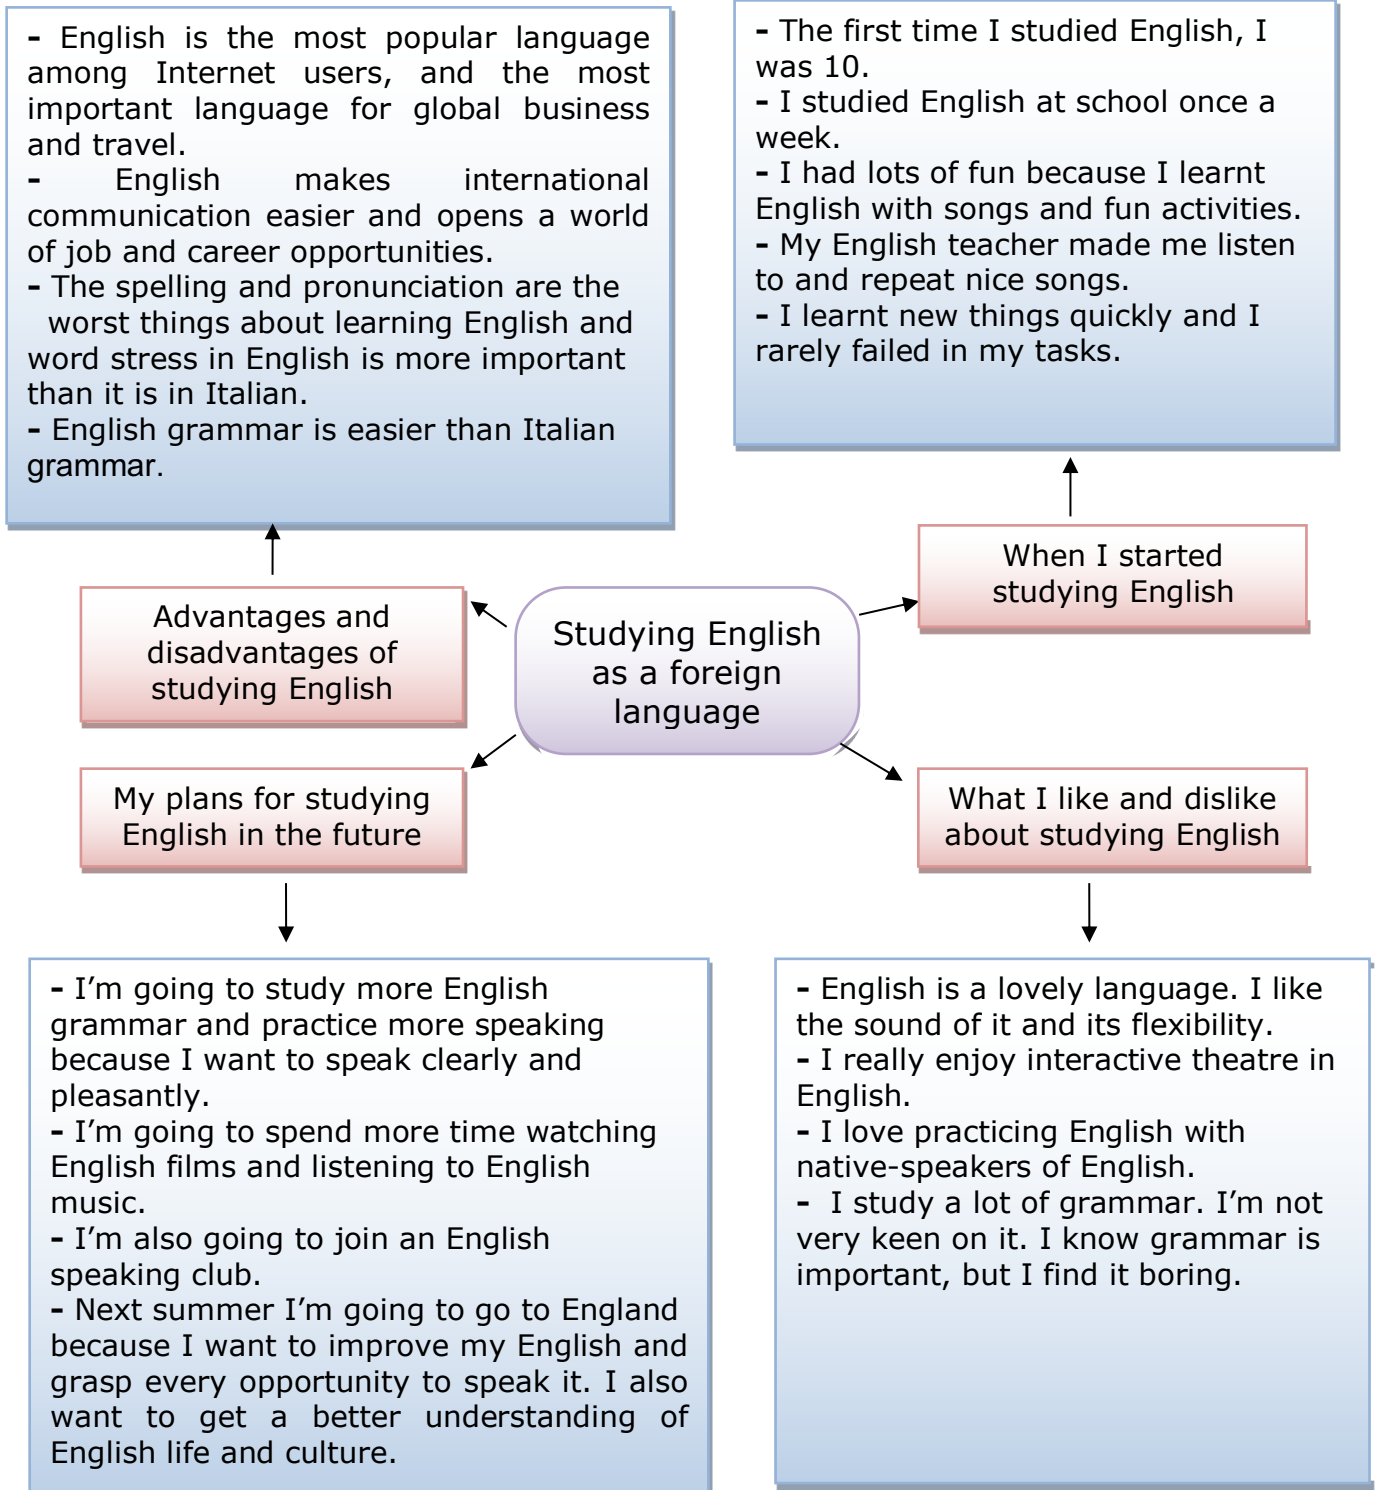 - English is the most popular language
among Internet users, and the most
important language for global business
and travel.
- English makes international
communication easier and opens a world
of job and career opportunities.
- The spelling and pronunciation are the
worst things about learning English and
word stress in English is more important
than it is in Italian.
- English grammar is easier than Italian
grammar.
- The first time I studied English, I
was 10.
- I studied English at school once a
week.
- I had lots of fun because I learnt
English with songs and fun activities.
- My English teacher made me listen
to and repeat nice songs.
- I learnt new things quickly and I
rarely failed in my tasks.
Advantages and
disadvantages of
studying English
Studying English
as a foreign
language
When I started
studying English
My plans for studying
English in the future
What I like and dislike
about studying English
- I’m going to study more English
grammar and practice more speaking
because I want to speak clearly and
pleasantly.
- I’m going to spend more time watching
English films and listening to English
music.
- I’m also going to join an English
speaking club.
- Next summer I’m going to go to England
because I want to improve my English and
grasp every opportunity to speak it. I also
want to get a better understanding of
English life and culture.
- English is a lovely language. I like
the sound of it and its flexibility.
- I really enjoy interactive theatre in
English.
- I love practicing English with
native-speakers of English.
- I study a lot of grammar. I’m not
very keen on it. I know grammar is
important, but I find it boring.